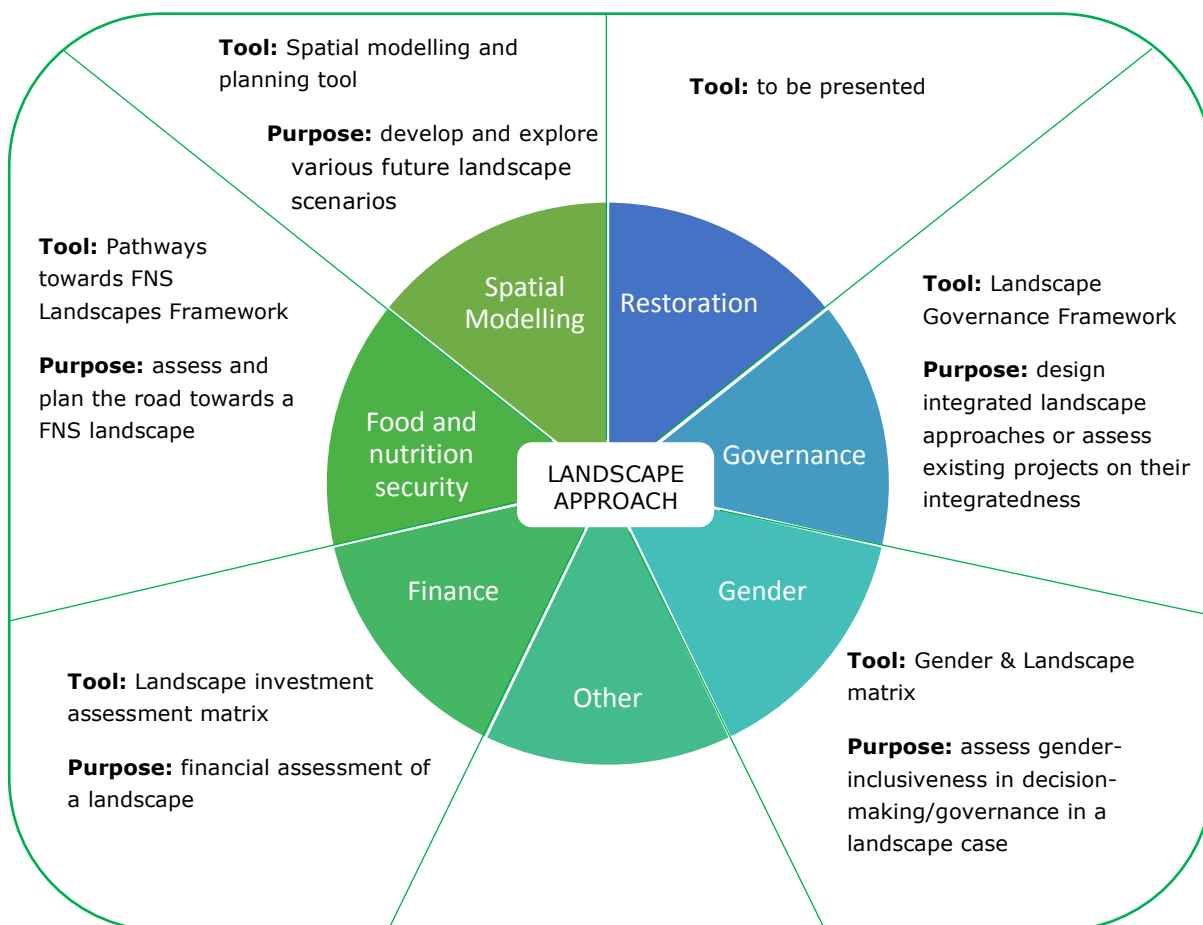 Tool: Spatial modelling and
planning tool
Purpose: develop and explore
various future landscape
scenarios
Tool: to be presented
Tool: Pathways
towards FNS
Landscapes Framework
Purpose: assess and
plan the road towards a
FNS landscape
Tool: Landscape
Governance Framework
Purpose: design
integrated landscape
approaches or assess
existing projects on their
integratedness
Spatial
Modelling
Restoration
Food and
nutrition
security
Governance
LANDSCAPE
APPROACH
Finance
Gender
Other
Tool: Landscape investment
assessment matrix
Purpose: financial assessment of
a landscape
Tool: Gender & Landscape
matrix
Purpose: assess gender-
inclusiveness in decision-
making/governance in a
landscape case